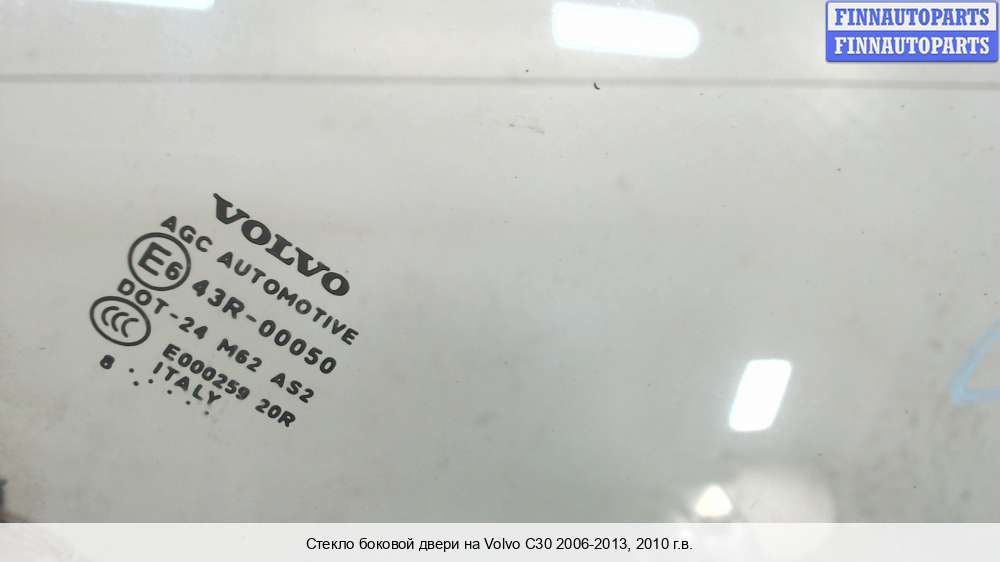 FINNAUTOPARTS
FINNAUTOPARTS
VOLVO
AGC AUTOMOTIVE
E6 43R-00050
DOT-24 M62 AS2
CCC E000259 20R
ITALY
8 . . . . . . .
Стекло боковой двери на Volvo C30 2006-2013, 2010 г.в.